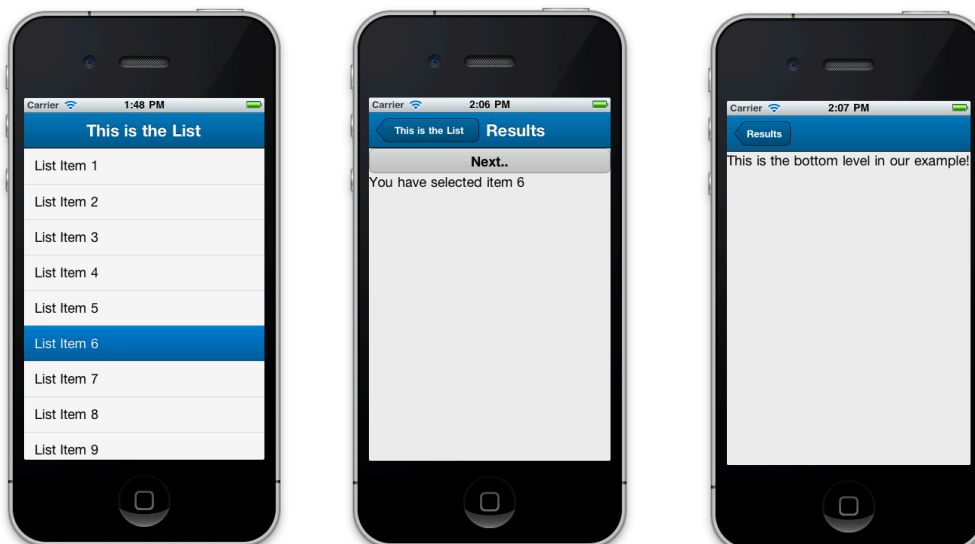 Carrier 1:48 PM
This is the List
List Item 1
List Item 2
List Item 3
List Item 4
List Item 5
List Item 6
List Item 7
List Item 8
List Item 9
Carrier 2:06 PM
This is the List Results
Next..
You have selected item 6
Carrier 2:07 PM
Results
This is the bottom level in our example!